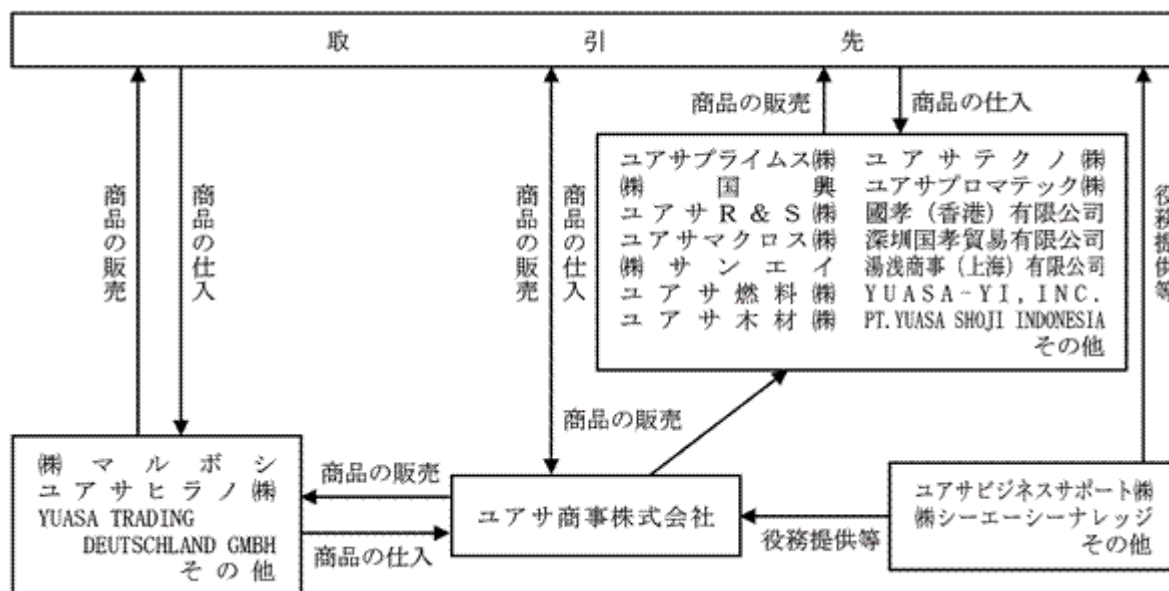 取引先
商品の販売
商品の仕入
商品の販売
商品の仕入
商品の販売
商品の仕入
役務提供等
ユアサプライムス㈱ ユアサテクノ㈱
㈱国興 ユアサプロマテック㈱
ユアサR&S㈱ 國孝(香港)有限公司
ユアサマクロス㈱ 深圳国孝貿易有限公司
㈱サンエイ 湯浅商事(上海)有限公司
ユアサ燃料㈱ YUASA-YI,INC.
ユアサ木材㈱ PT.YUASA SHOJI INDONESIA
その他
商品の販売
㈱マルボシ
ユアサヒラノ㈱
YUASA TRADING
DEUTSCHLAND GMBH
その他
商品の販売
商品の仕入
ユアサ商事株式会社
役務提供等
ユアサビジネスサポート㈱
㈱シーエーシーナレッジ
その他